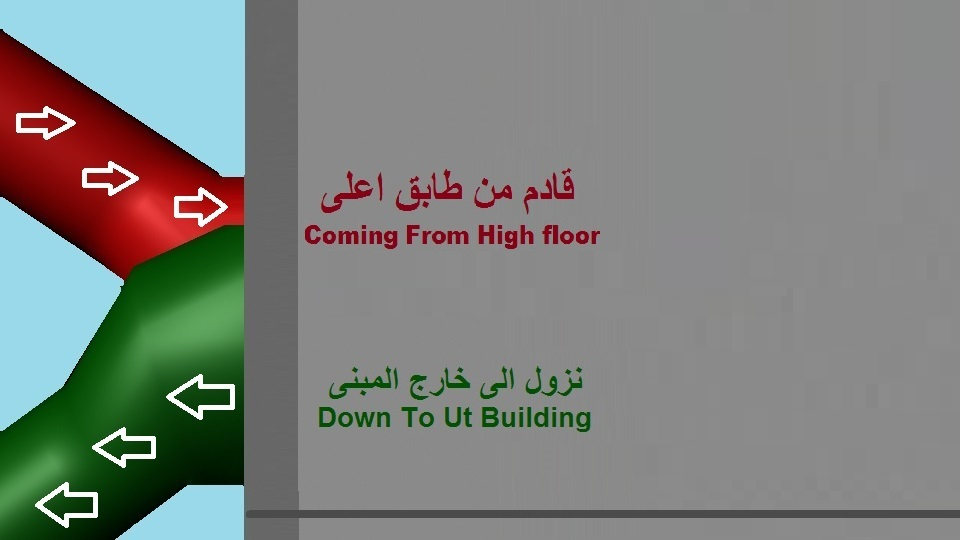 قادم من طابق اعلى
Coming From High floor
نزول الى خارج المبنى
Down To Ut Building